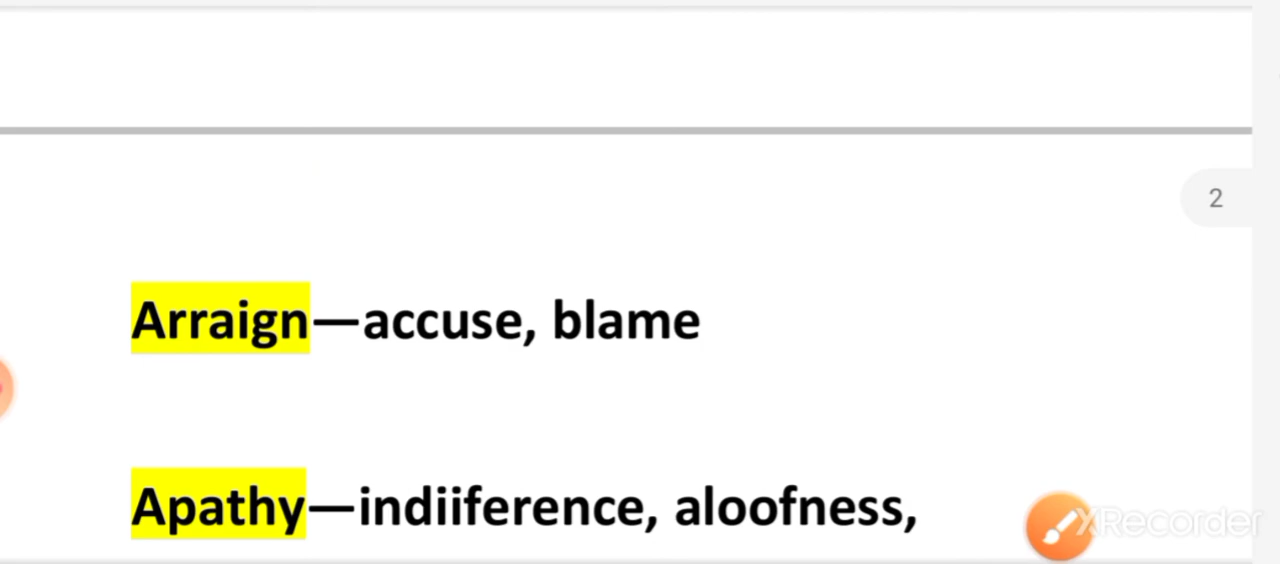 2
Arraign—accuse, blame
Apathy—indiiference, aloofness,
XRecorder